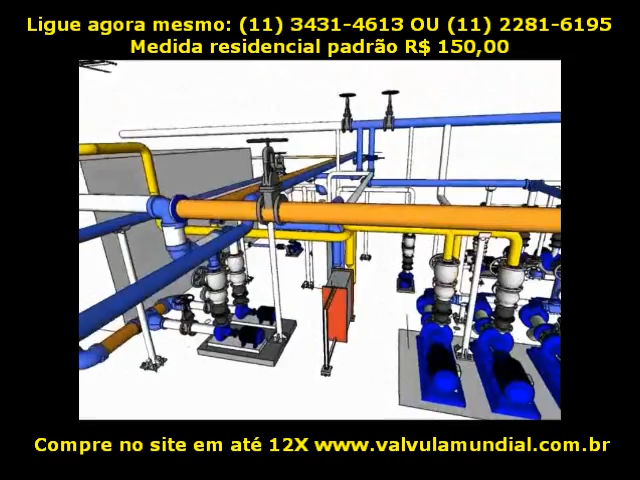 Ligue agora mesmo: (11) 3431-4613 OU (11) 2281-6195
Medida residencial padrão R$ 150,00
Compre no site em até 12X www.valvulamundial.com.br